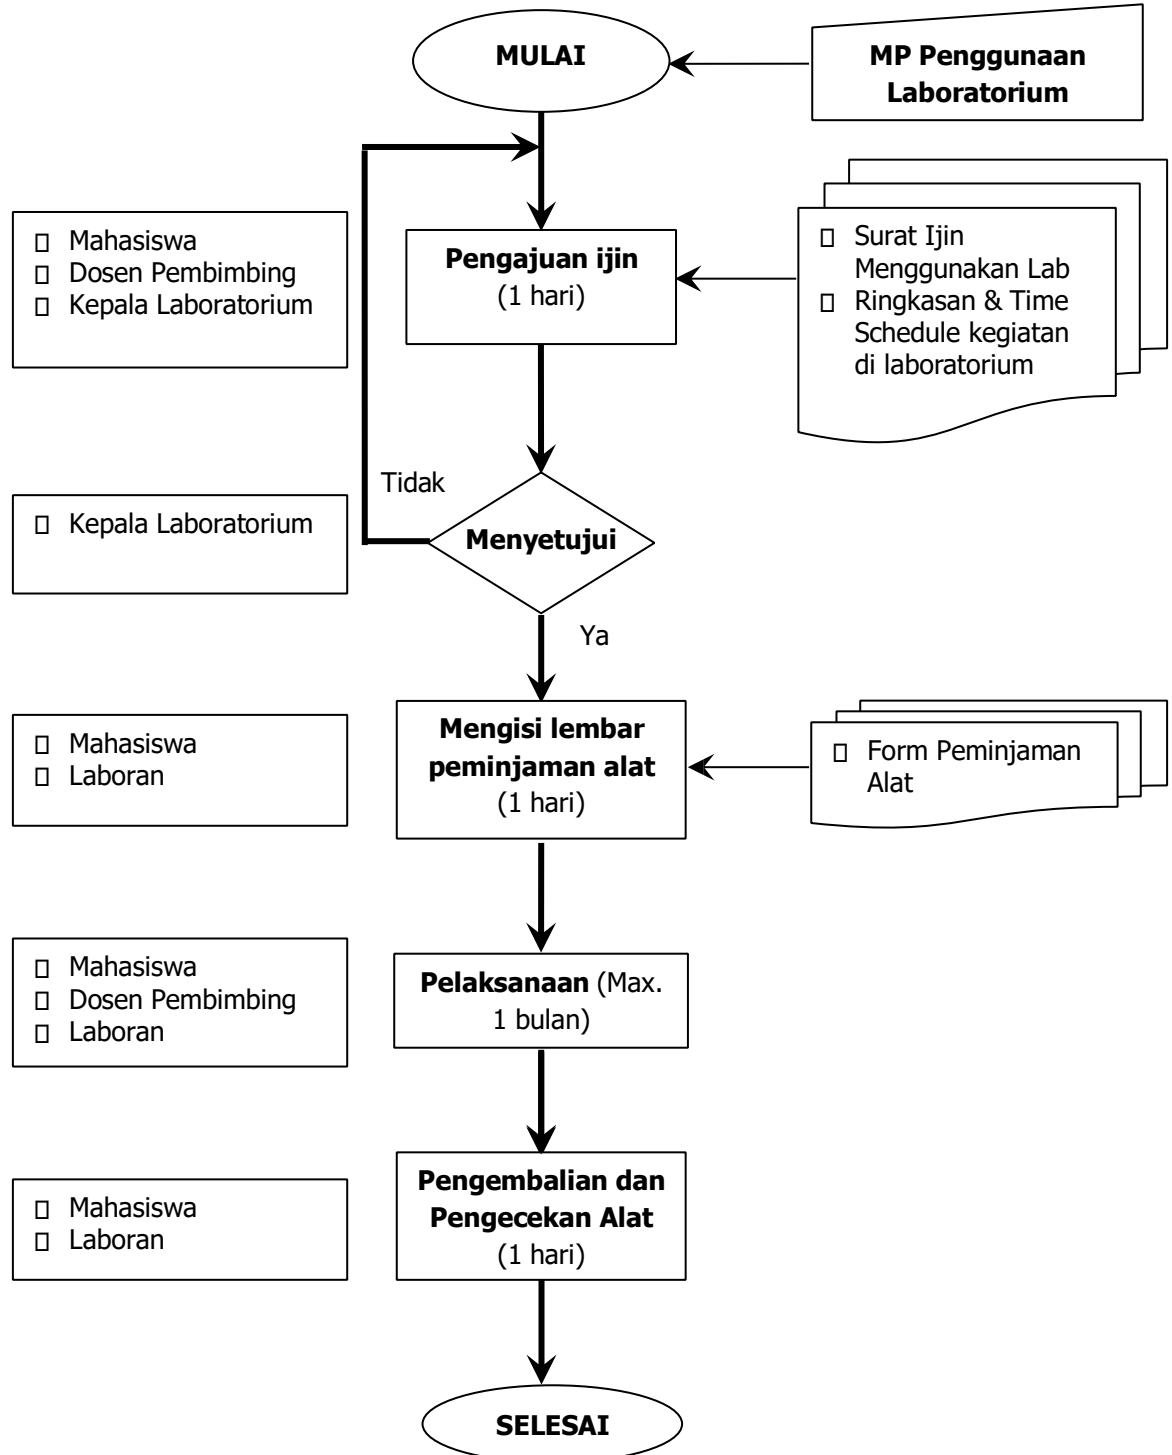 MULAI
MP Penggunaan
Laboratorium
▯ Mahasiswa
▯ Dosen Pembimbing
▯ Kepala Laboratorium
Pengajuan ijin
(1 hari)
▯ Surat Ijin
Menggunakan Lab
▯ Ringkasan & Time
Schedule kegiatan
di laboratorium
Tidak
▯ Kepala Laboratorium
Menyetujui
Ya
▯ Mahasiswa
▯ Laboran
Mengisi lembar
peminjaman alat
(1 hari)
▯ Form Peminjaman
Alat
▯ Mahasiswa
▯ Dosen Pembimbing
▯ Laboran
Pelaksanaan (Max.
1 bulan)
▯ Mahasiswa
▯ Laboran
Pengembalian dan
Pengecekan Alat
(1 hari)
SELESAI